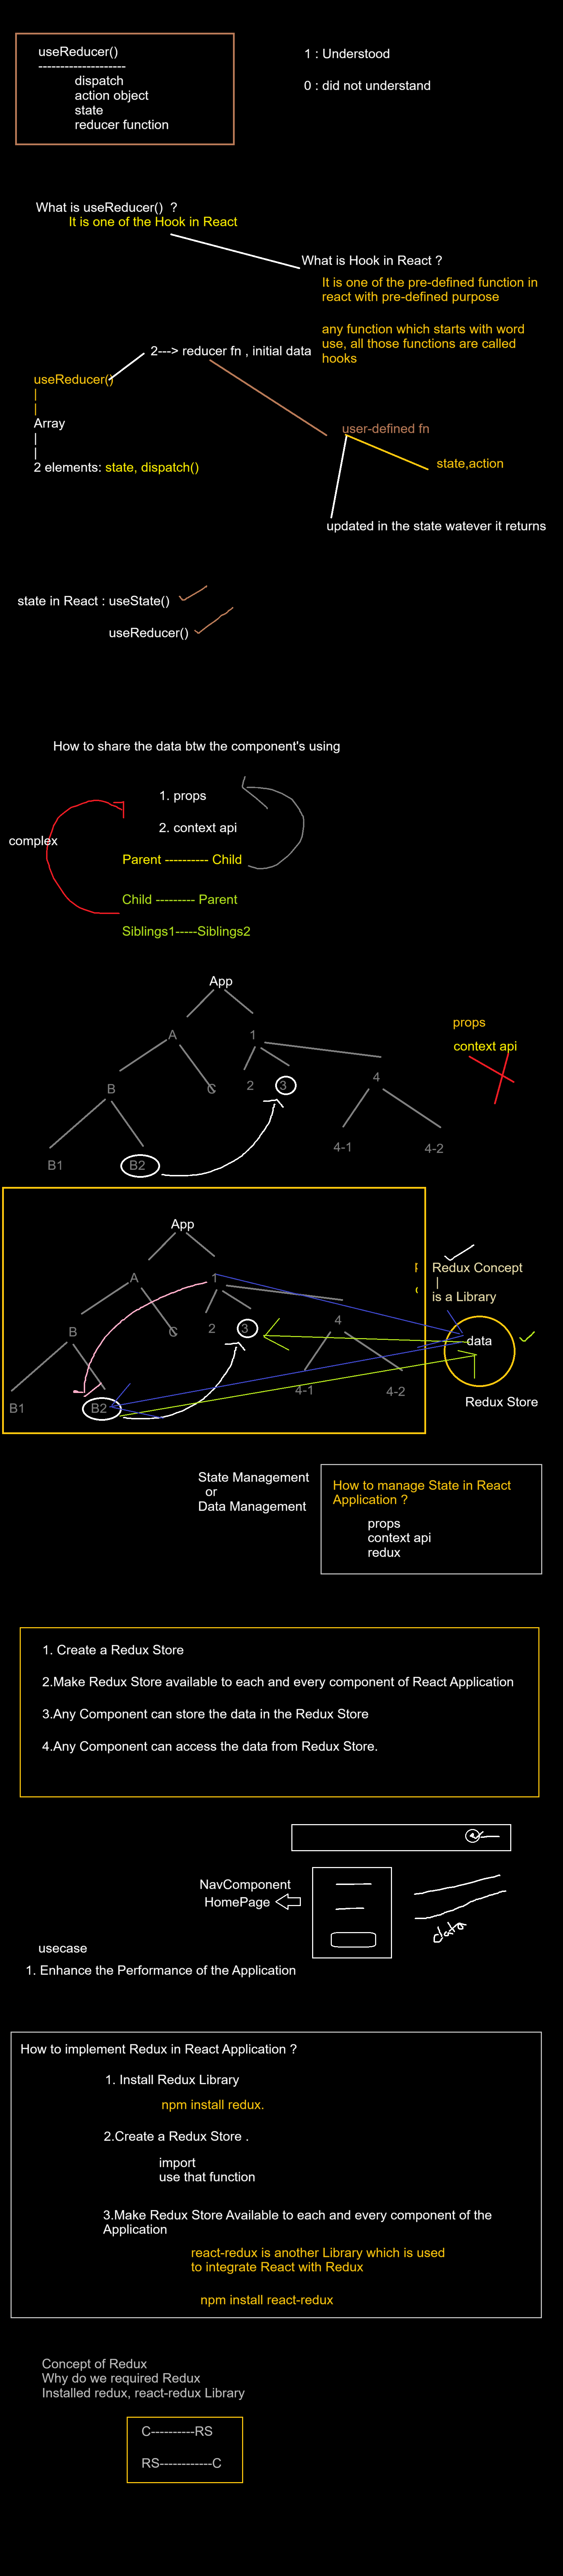 useReducer()
--------------------
dispatch
action object
state
reducer function
1 : Understood
0 : did not understand
What is useReducer()  ?
It is one of the Hook in React
What is Hook in React ?
It is one of the pre-defined function in
react with pre-defined purpose
any function which starts with word
use, all those functions are called
hooks
2---> reducer fn , initial data
useReducer()
|
|
Array
|
|
2 elements: state, dispatch()
user-defined fn
state,action
updated in the state watever it returns
state in React : useState()
useReducer()
How to share the data btw the component's using
1. props
2. context api
complex
Parent ---------- Child
Child --------- Parent
Siblings1-----Siblings2
App
A
1
props
context api
B
C
2
3
4
B1
B2
4-1
4-2
App
A
1
Redux Concept
|
is a Library
B
C
2
3
4
data
B1
B2
4-1
4-2
Redux Store
State Management
or
Data Management
How to manage State in React
Application ?
props
context api
redux
1. Create a Redux Store
2.Make Redux Store available to each and every component of React Application
3.Any Component can store the data in the Redux Store
4.Any Component can access the data from Redux Store.
NavComponent
HomePage
data
usecase
1. Enhance the Performance of the Application
How to implement Redux in React Application ?
1. Install Redux Library
npm install redux.
2.Create a Redux Store .
import
use that function
3.Make Redux Store Available to each and every component of the
Application
react-redux is another Library which is used
to integrate React with Redux
npm install react-redux
Concept of Redux
Why do we required Redux
Installed redux, react-redux Library
C----------RS
RS------------C